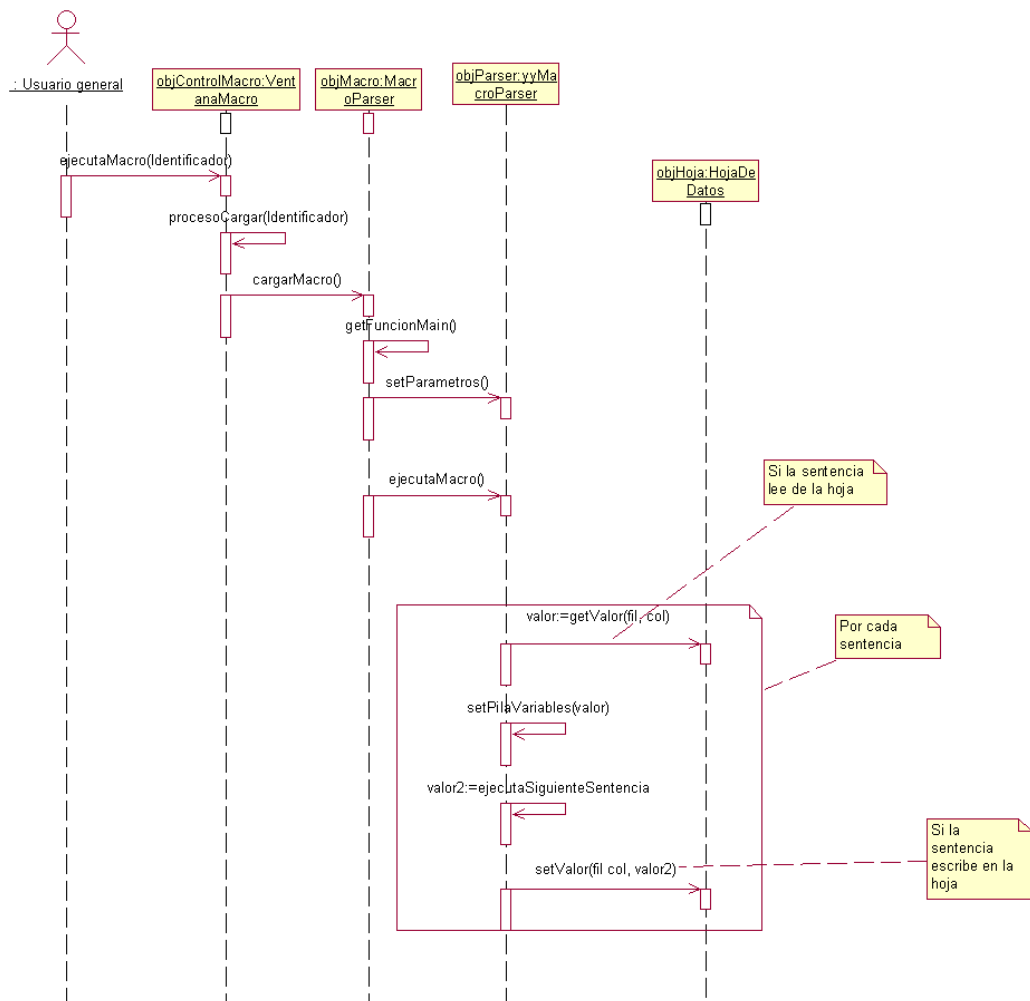 : Usuario general
objControlMacro:Ven
tanaMacro
objMacro:Macr
oParser
objParser:yyMa
croParser
ejecutaMacro(Identificador)
objHoja:HojaDe
Datos
procesoCargar(Identificador)
cargarMacro()
getFuncionMain()
setParametros()
Si la sentencia
lee de la hoja
ejecutaMacro()
valor:=getValor(fil, col)
Por cada
sentencia
setPilaVariables(valor)
valor2:=ejecutaSiguienteSentencia
Si la
sentencia
escribe en la
hoja
setValor(fil col, valor2)